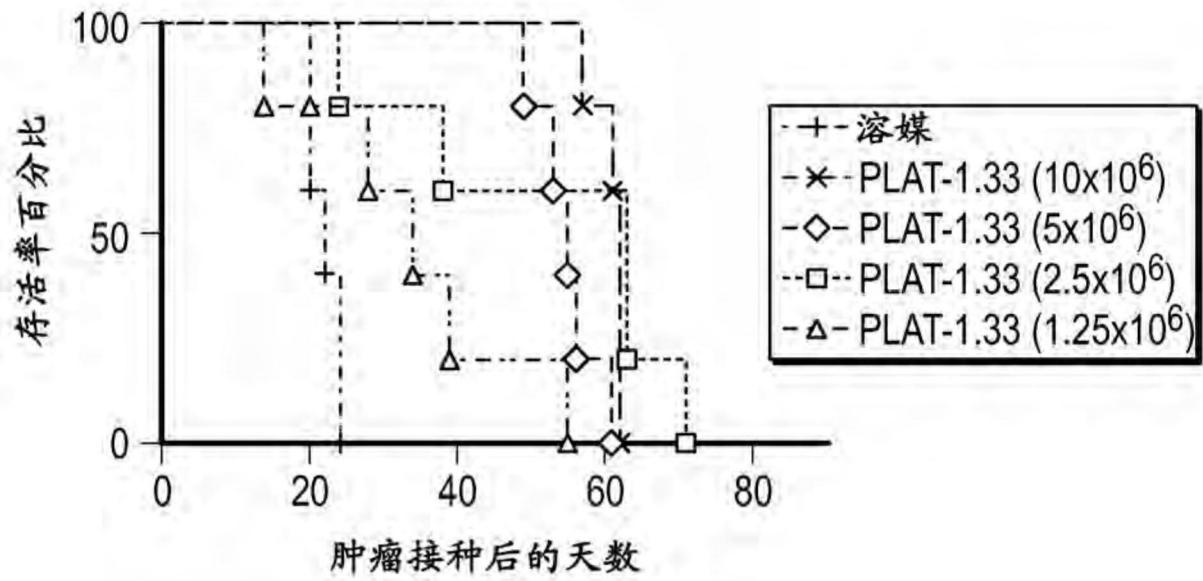 100
50
0
0
20
40
60
80
存活率百分比
肿瘤接种后的天数
溶媒
PLAT-1.33 (10x10⁶)
PLAT-1.33 (5x10⁶)
PLAT-1.33 (2.5x10⁶)
PLAT-1.33 (1.25x10⁶)